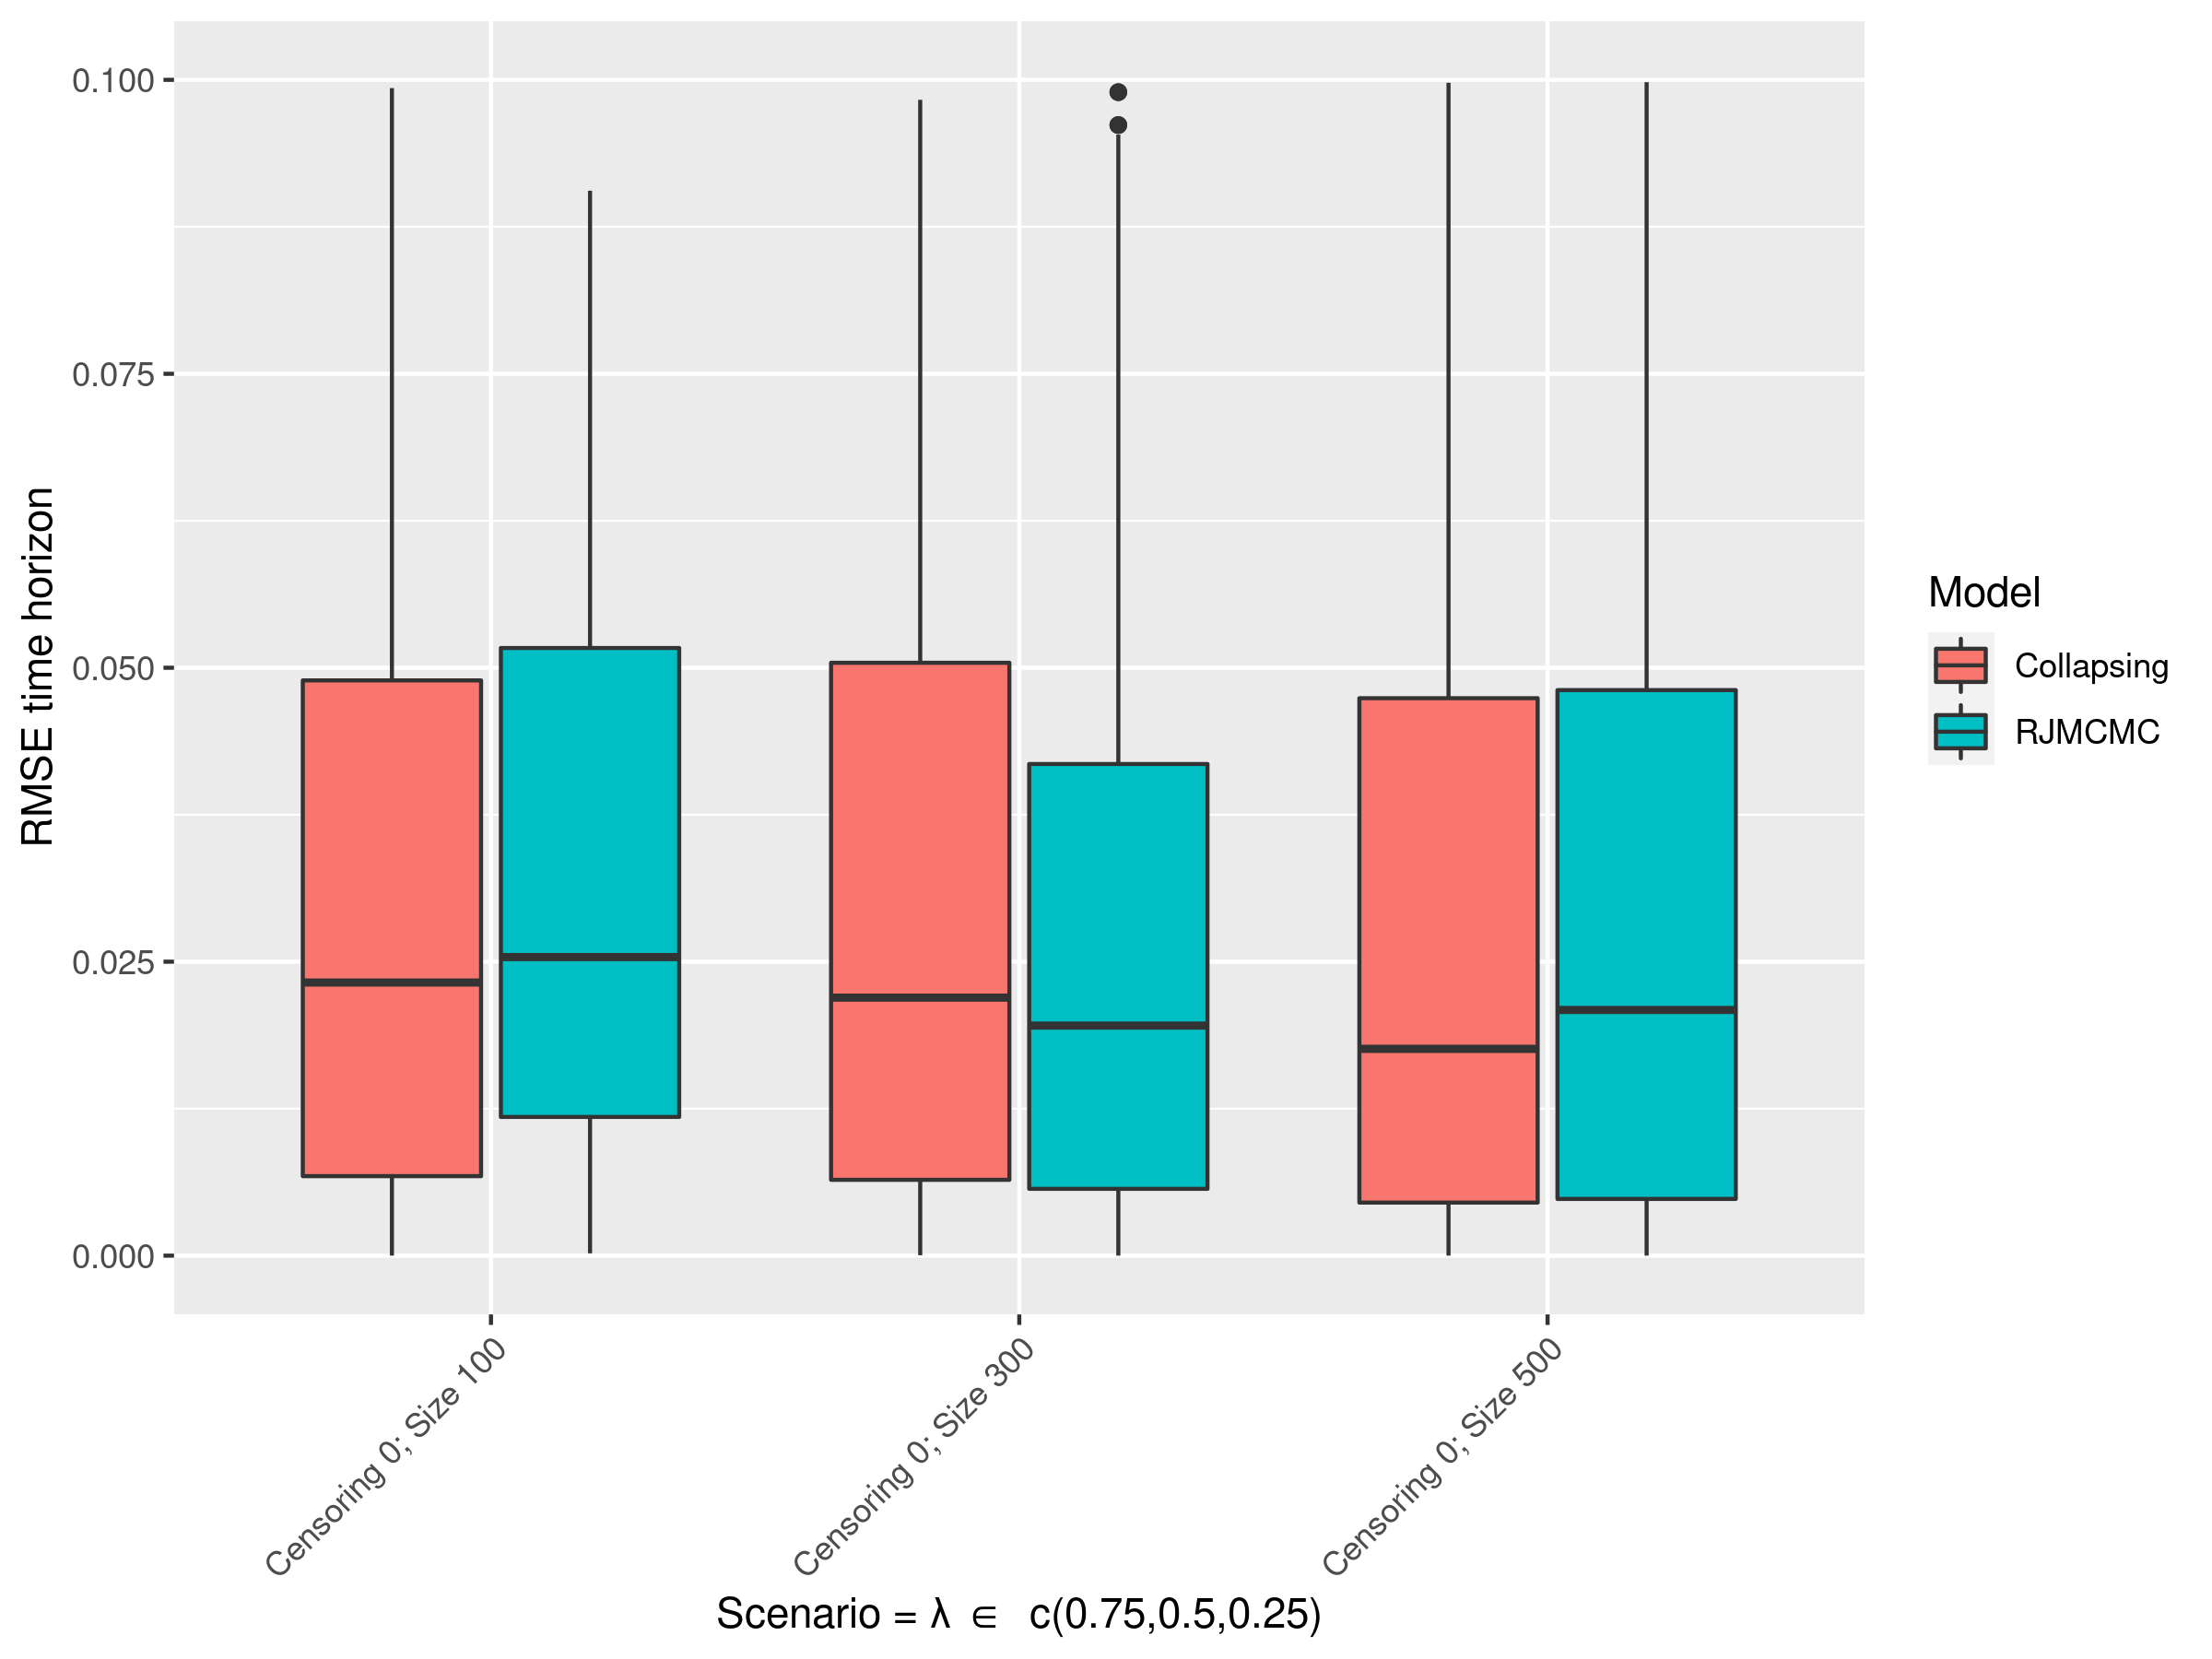 0.100
0.075
0.050
0.025
0.000
RMSE time horizon
Censoring 0; Size 100
Censoring 0; Size 300
Censoring 0; Size 500
Scenario = λ ∈ c(0.75,0.5,0.25)
Model
Collapsing
RJMCMC